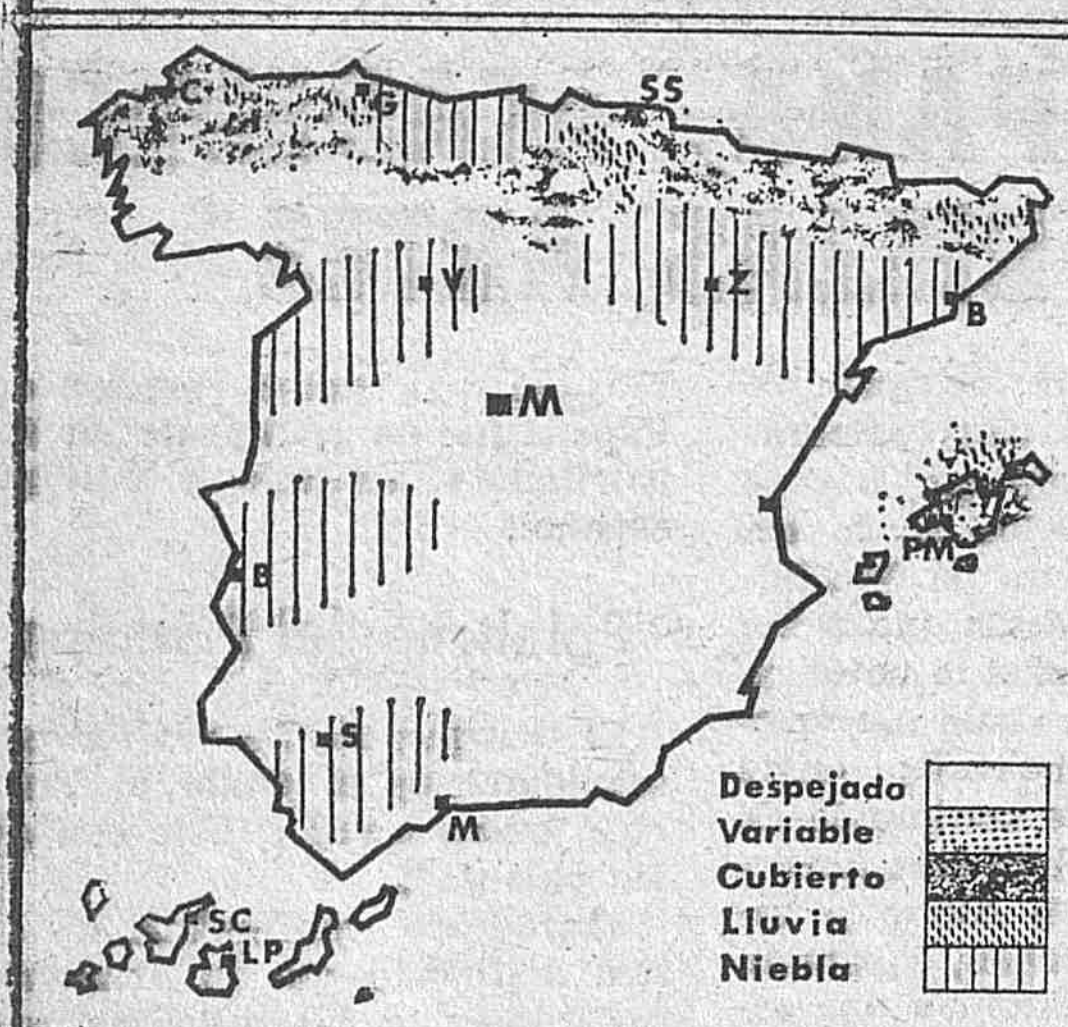 SS
C
G
V
Z
B
M
PM
B
S
M
SC
LP
Despejado
Variable
Cubierto
Lluvia
Niebla